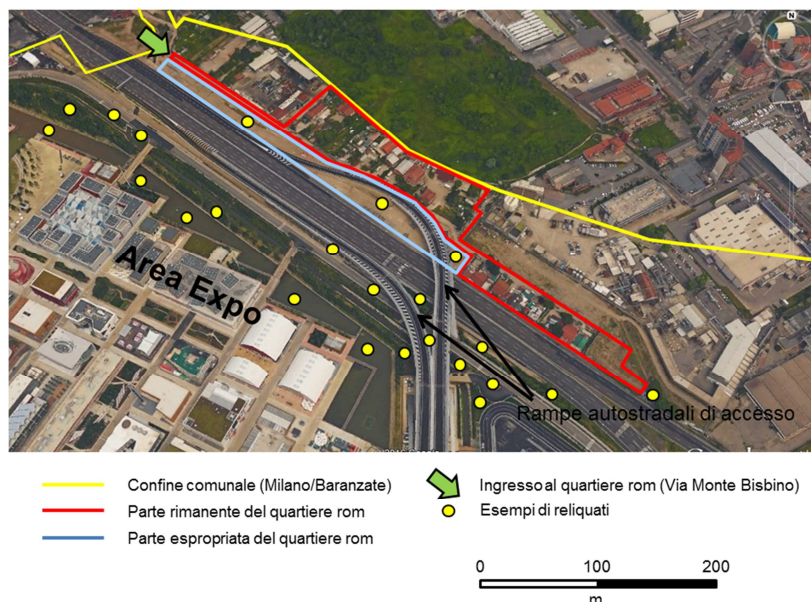 N
Area Expo
Rampe autostradali di accesso
Confine comunale (Milano/Baranzate)
Parte rimanente del quartiere rom
Parte espropriata del quartiere rom
Ingresso al quartiere rom (Via Monte Bisbino)
Esempi di reliquati
0 100 200
m